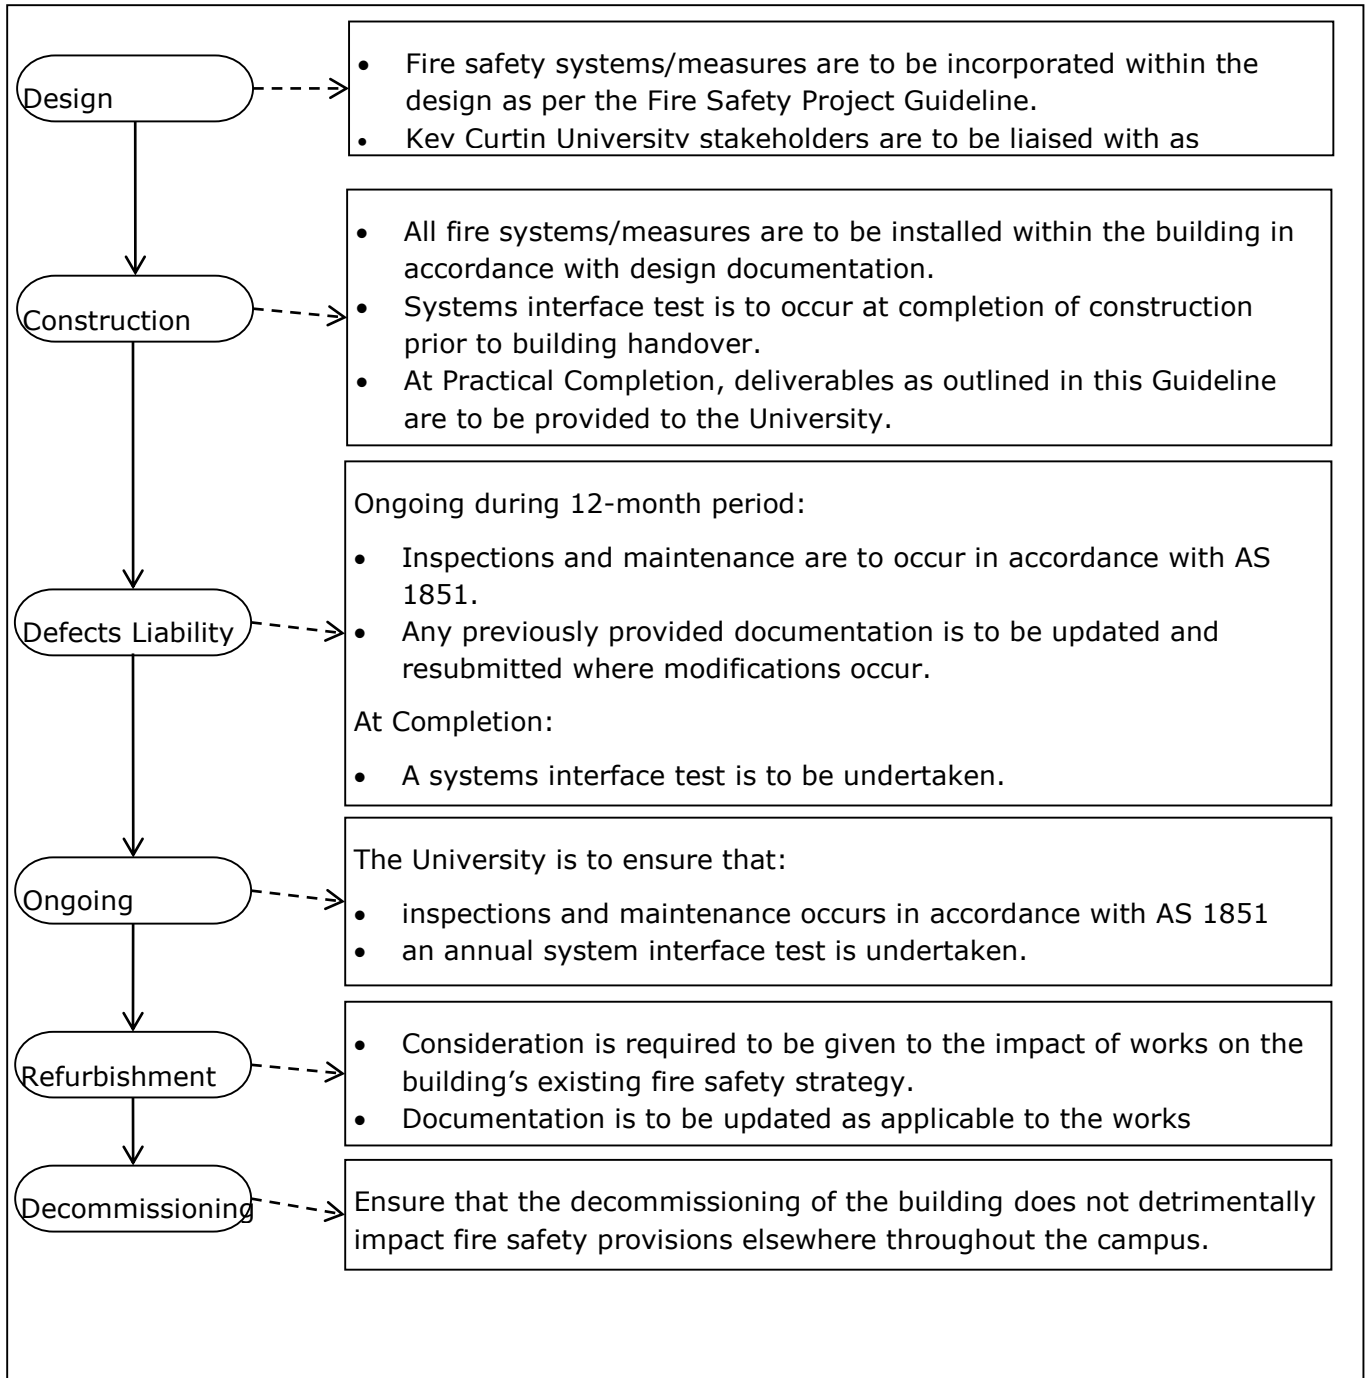 Design
• Fire safety systems/measures are to be incorporated within the
design as per the Fire Safety Project Guideline.
• Key Curtin University stakeholders are to be liaised with as
Construction
• All fire systems/measures are to be installed within the building in
accordance with design documentation.
• Systems interface test is to occur at completion of construction
prior to building handover.
• At Practical Completion, deliverables as outlined in this Guideline
are to be provided to the University.
Defects Liability
Ongoing during 12-month period:
• Inspections and maintenance are to occur in accordance with AS
1851.
• Any previously provided documentation is to be updated and
resubmitted where modifications occur.
At Completion:
• A systems interface test is to be undertaken.
Ongoing
The University is to ensure that:
• inspections and maintenance occurs in accordance with AS 1851
• an annual system interface test is undertaken.
Refurbishment
• Consideration is required to be given to the impact of works on the
building’s existing fire safety strategy.
• Documentation is to be updated as applicable to the works
Decommissioning
Ensure that the decommissioning of the building does not detrimentally
impact fire safety provisions elsewhere throughout the campus.